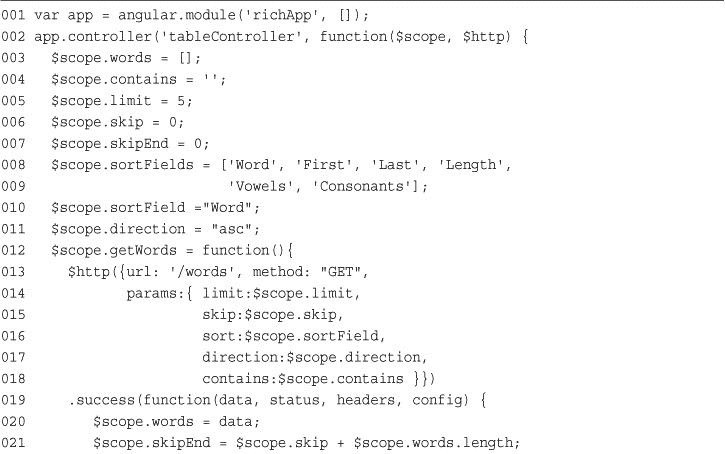 001 var app = angular.module('richApp', []);
002 app.controller('tableController', function($scope, $http) {
003   $scope.words = [];
004   $scope.contains = '';
005   $scope.limit = 5;
006   $scope.skip = 0;
007   $scope.skipEnd = 0;
008   $scope.sortFields = ['Word', 'First', 'Last', 'Length',
009                        'Vowels', 'Consonants'];
010   $scope.sortField ="Word";
011   $scope.direction = "asc";
012   $scope.getWords = function(){
013     $http({url: '/words', method: "GET",
014            params:{ limit:$scope.limit,
015                     skip:$scope.skip,
016                     sort:$scope.sortField,
017                     direction:$scope.direction,
018                     contains:$scope.contains }})
019     .success(function(data, status, headers, config) {
020        $scope.words = data;
021        $scope.skipEnd = $scope.skip + $scope.words.length;